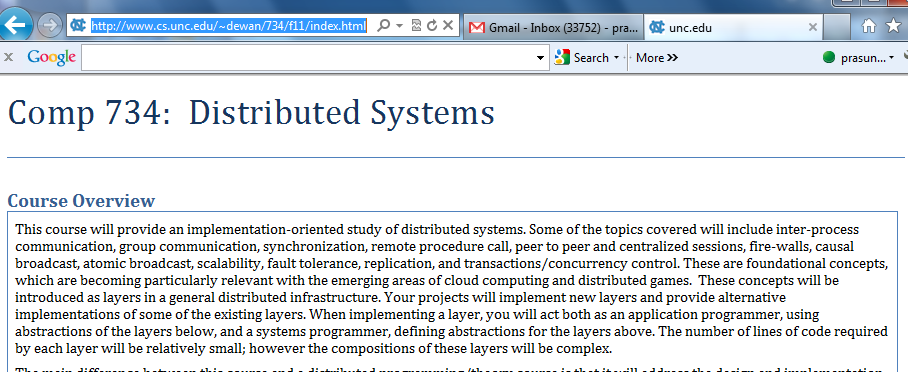 http://www.cs.unc.edu/~dewan/734/f11/index.html
Gmail - Inbox (33752) - pra...
unc.edu
x Google Search More >> prasun...
Comp 734: Distributed Systems
Course Overview
This course will provide an implementation-oriented study of distributed systems. Some of the topics covered will include inter-process
communication, group communication, synchronization, remote procedure call, peer to peer and centralized sessions, fire-walls, causal
broadcast, atomic broadcast, scalability, fault tolerance, replication, and transactions/concurrency control. These are foundational concepts,
which are becoming particularly relevant with the emerging areas of cloud computing and distributed games. These concepts will be
introduced as layers in a general distributed infrastructure. Your projects will implement new layers and provide alternative
implementations of some of the existing layers. When implementing a layer, you will act both as an application programmer, using
abstractions of the layers below, and a systems programmer, defining abstractions for the layers above. The number of lines of code required
by each layer will be relatively small; however the compositions of these layers will be complex.
The main difference between this course and a distributed programming/theory course is that it will address the design and implementation